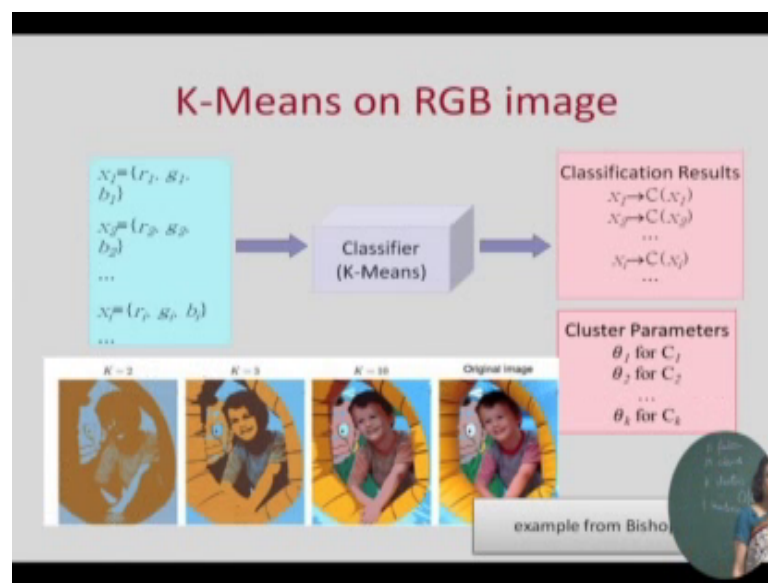 K-Means on RGB image
x₁={r₁, g₁,
b₁}
x₂={r₂, g₂,
b₂}
...
xᵢ={rᵢ, gᵢ, bᵢ}
...
Classifier
(K-Means)
Classification Results
x₁→C(x₁)
x₂→C(x₂)
...
xᵢ→C(xᵢ)
...
Cluster Parameters
θ₁ for C₁
θ₂ for C₂
...
θₖ for Cₖ
K = 2
K = 3
K = 10
Original image
example from Bishop